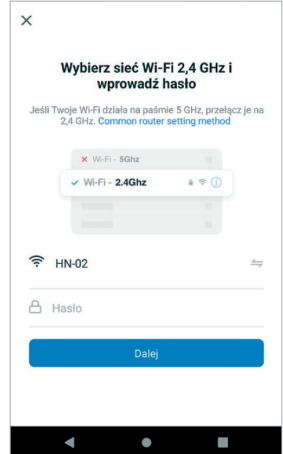 Wybierz sieć Wi-Fi 2,4 GHz i
wprowadź hasło
Jeśli Twoje Wi-Fi działa na paśmie 5 GHz, przełącz je na
2,4 GHz. Common router setting method
Wi-Fi - 5Ghz
Wi-Fi - 2.4Ghz
HN-02
Hasło
Dalej